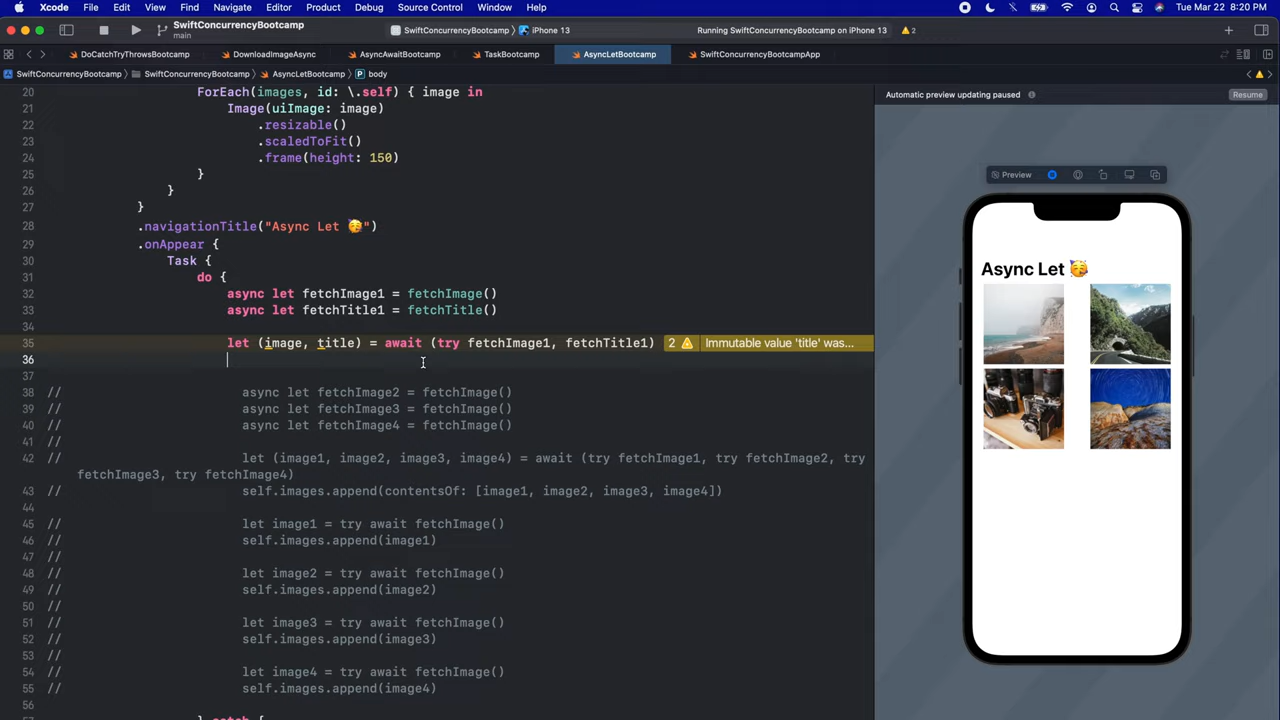 Xcode File Edit View Find Navigate Editor Product Debug Source Control Window Help Tue Mar 22 8:20 PM
SwiftConcurrencyBootcamp
main
SwiftConcurrencyBootcamp iPhone 13 Running SwiftConcurrencyBootcamp on iPhone 13 2
DoCatchTryThrowsBootcamp DownloadImageAsync AsyncAwaitBootcamp TaskBootcamp AsyncLetBootcamp SwiftConcurrencyBootcampApp
SwiftConcurrencyBootcamp SwiftConcurrencyBootcamp AsyncLetBootcamp P body
20 ForEach(images, id: \.self) { image in
21 Image(uiImage: image)
22 .resizable()
23 .scaledToFit()
24 .frame(height: 150)
25 }
26 }
27 }
28 .navigationTitle("Async Let 🥳")
29 .onAppear {
30 Task {
31 do {
32 async let fetchImage1 = fetchImage()
33 async let fetchTitle1 = fetchTitle()
34
35 let (image, title) = await (try fetchImage1, fetchTitle1) 2 Immutable value 'title' was...
36
37
38 // async let fetchImage2 = fetchImage()
39 // async let fetchImage3 = fetchImage()
40 // async let fetchImage4 = fetchImage()
41 //
42 // let (image1, image2, image3, image4) = await (try fetchImage1, try fetchImage2, try
fetchImage3, try fetchImage4)
43 // self.images.append(contentsOf: [image1, image2, image3, image4])
44
45 // let image1 = try await fetchImage()
46 // self.images.append(image1)
47 //
48 // let image2 = try await fetchImage()
49 // self.images.append(image2)
50 //
51 // let image3 = try await fetchImage()
52 // self.images.append(image3)
53 //
54 // let image4 = try await fetchImage()
55 // self.images.append(image4)
56
Automatic preview updating paused Resume
Preview
Async Let 🥳